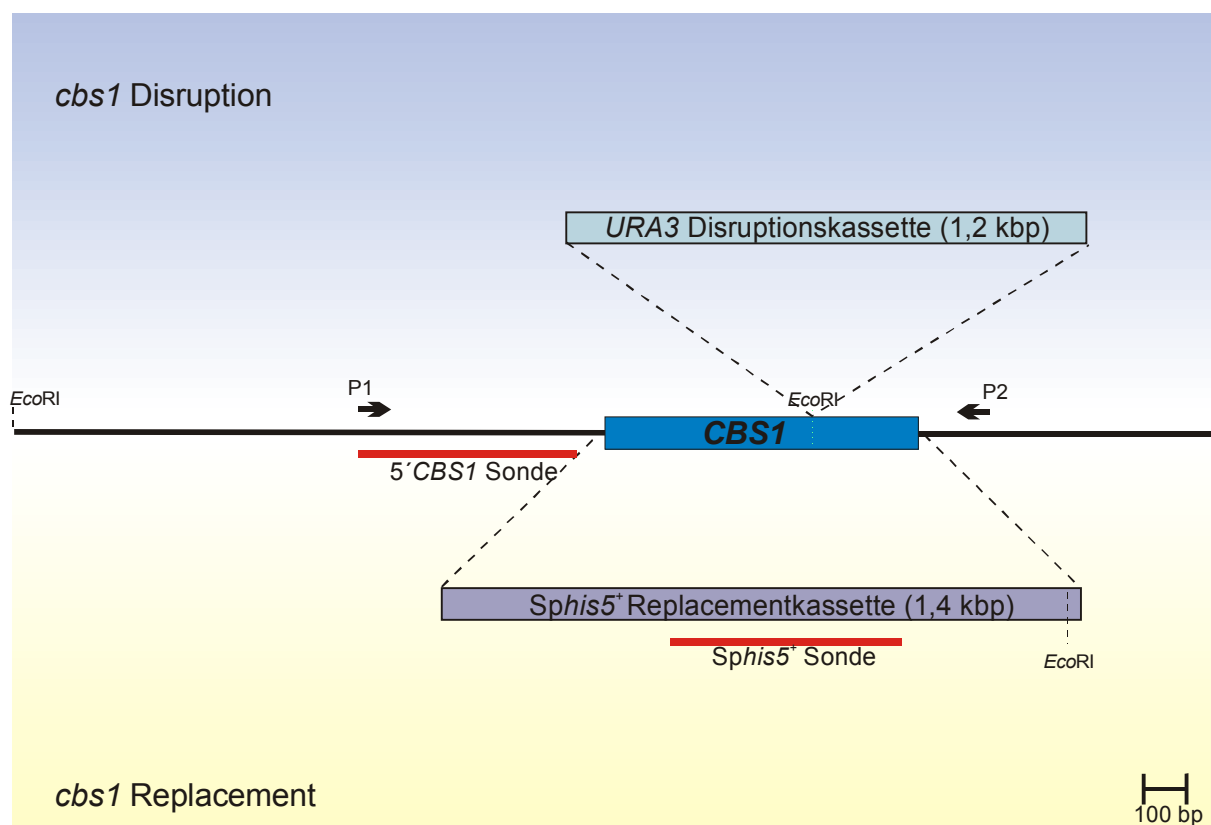 cbs1 Disruption
URA3 Disruptionskassette (1,2 kbp)
EcoRI
P1
EcoRI
P2
CBS1
5´CBS1 Sonde
Sphis5⁺ Replacementkassette (1,4 kbp)
Sphis5⁺ Sonde
EcoRI
cbs1 Replacement
100 bp